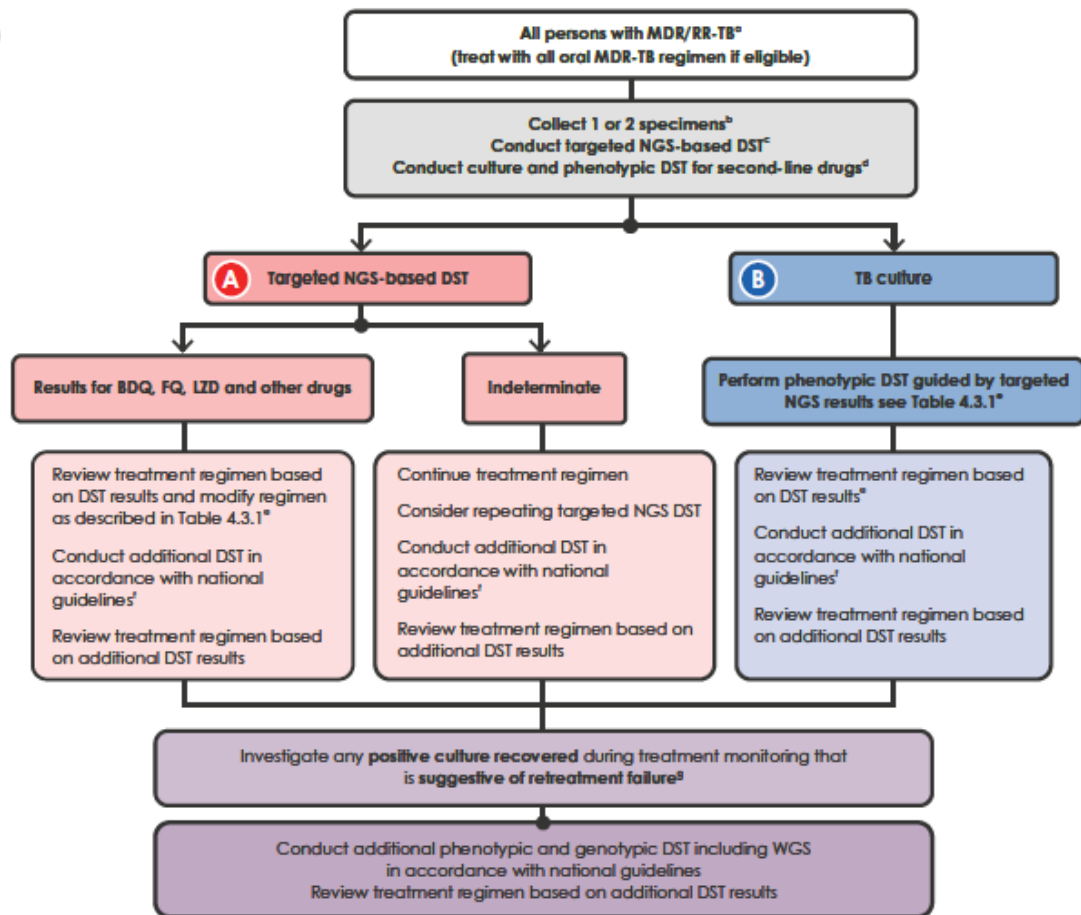 All persons with MDR/RR-TBᵃ
(treat with all oral MDR-TB regimen if eligible)
Collect 1 or 2 specimensᵇ
Conduct targeted NGS-based DSTᶜ
Conduct culture and phenotypic DST for second-line drugsᵈ
A
Targeted NGS-based DST
B
TB culture
Results for BDQ, FQ, LZD and other drugs
Indeterminate
Perform phenotypic DST guided by targeted
NGS results see Table 4.3.1ᵉ
Review treatment regimen based
on DST results and modify regimen
as described in Table 4.3.1ᵉ
Conduct additional DST in
accordance with national
guidelinesᶠ
Review treatment regimen based
on additional DST results
Continue treatment regimen
Consider repeating targeted NGS DST
Conduct additional DST in
accordance with national
guidelinesᶠ
Review treatment regimen based on
additional DST results
Review treatment regimen based
on DST resultsᵉ
Conduct additional DST in
accordance with national
guidelinesᶠ
Review treatment regimen based
on additional DST results
Investigate any positive culture recovered during treatment monitoring that
is suggestive of retreatment failureᵍ
Conduct additional phenotypic and genotypic DST including WGS
in accordance with national guidelines
Review treatment regimen based on additional DST results